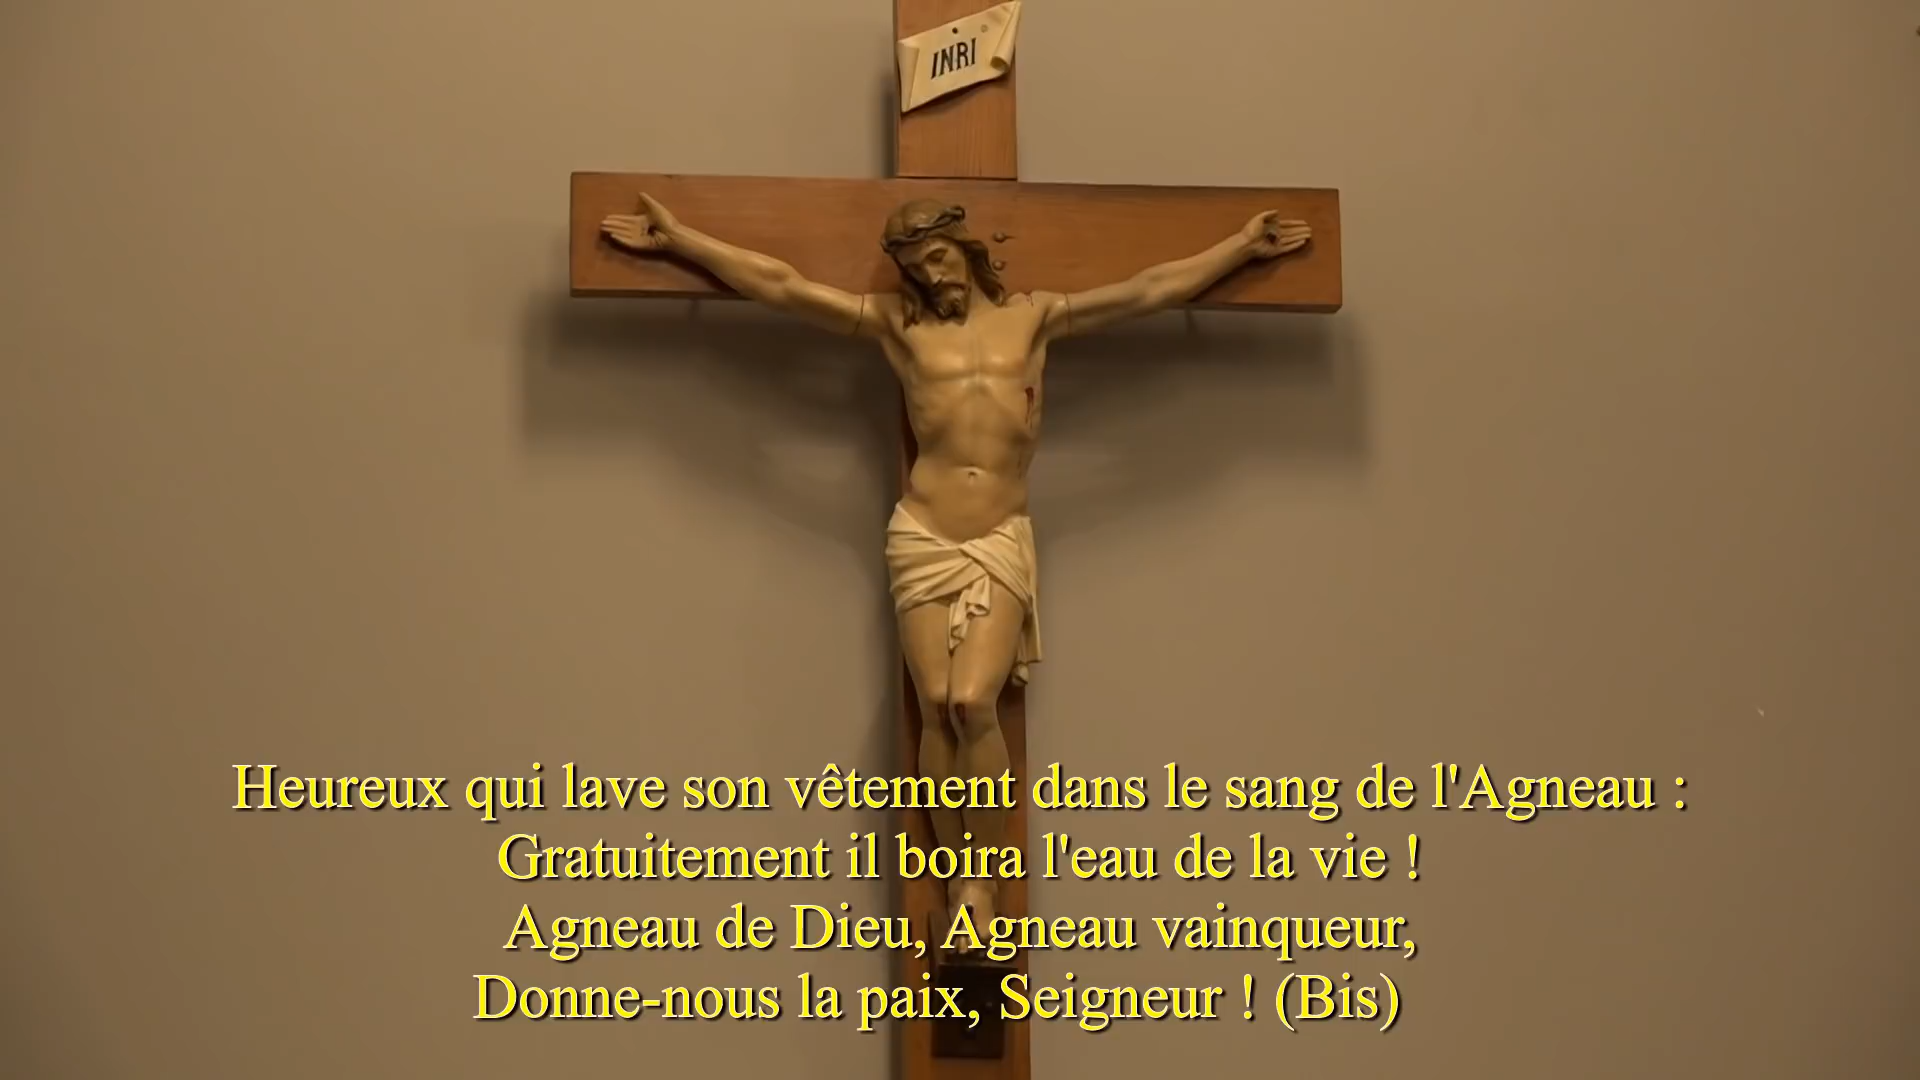 INRI
Heureux qui lave son vêtement dans le sang de l'Agneau :
Gratuitement il boira l'eau de la vie !
Agneau de Dieu, Agneau vainqueur,
Donne-nous la paix, Seigneur ! (Bis)